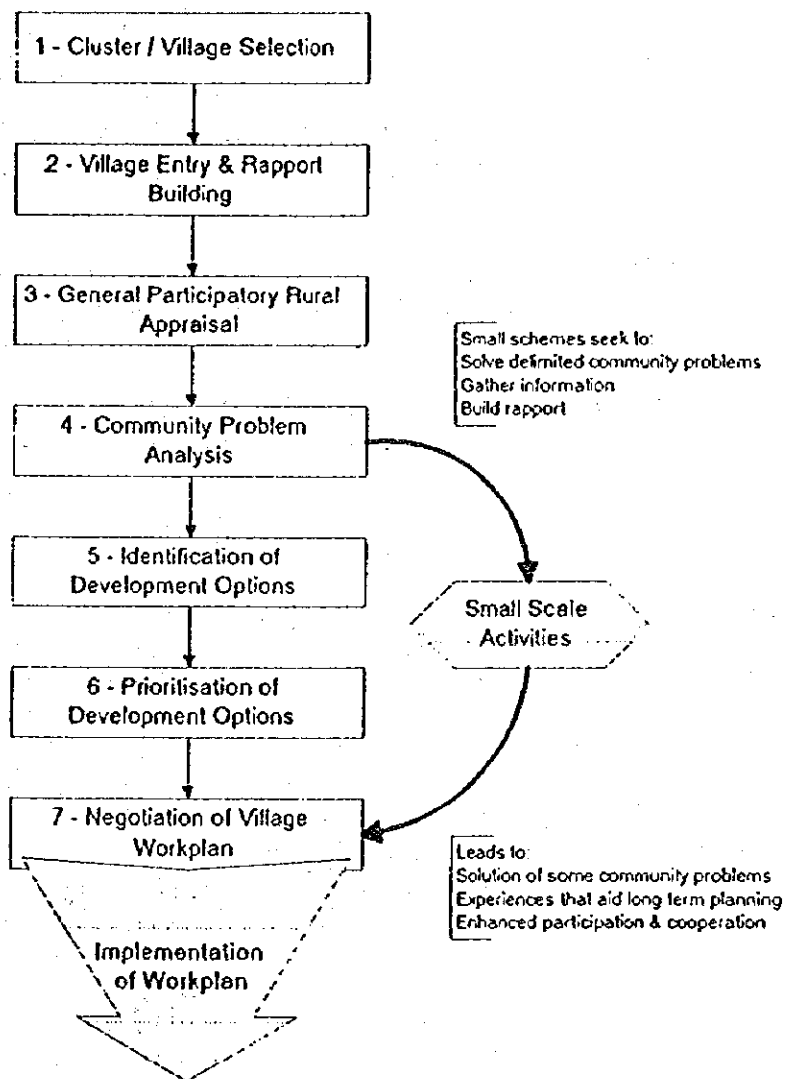 1 - Cluster / Village Selection
2 - Village Entry & Rapport
Building
3 - General Participatory Rural
Appraisal
Small schemes seek to:
Solve delimited community problems
Gather information
Build rapport
4 - Community Problem
Analysis
5 - Identification of
Development Options
Small Scale
Activities
6 - Prioritisation of
Development Options
7 - Negotiation of Village
Workplan
Leads to:
Solution of some community problems
Experiences that aid long term planning
Enhanced participation & cooperation
Implementation
of Workplan